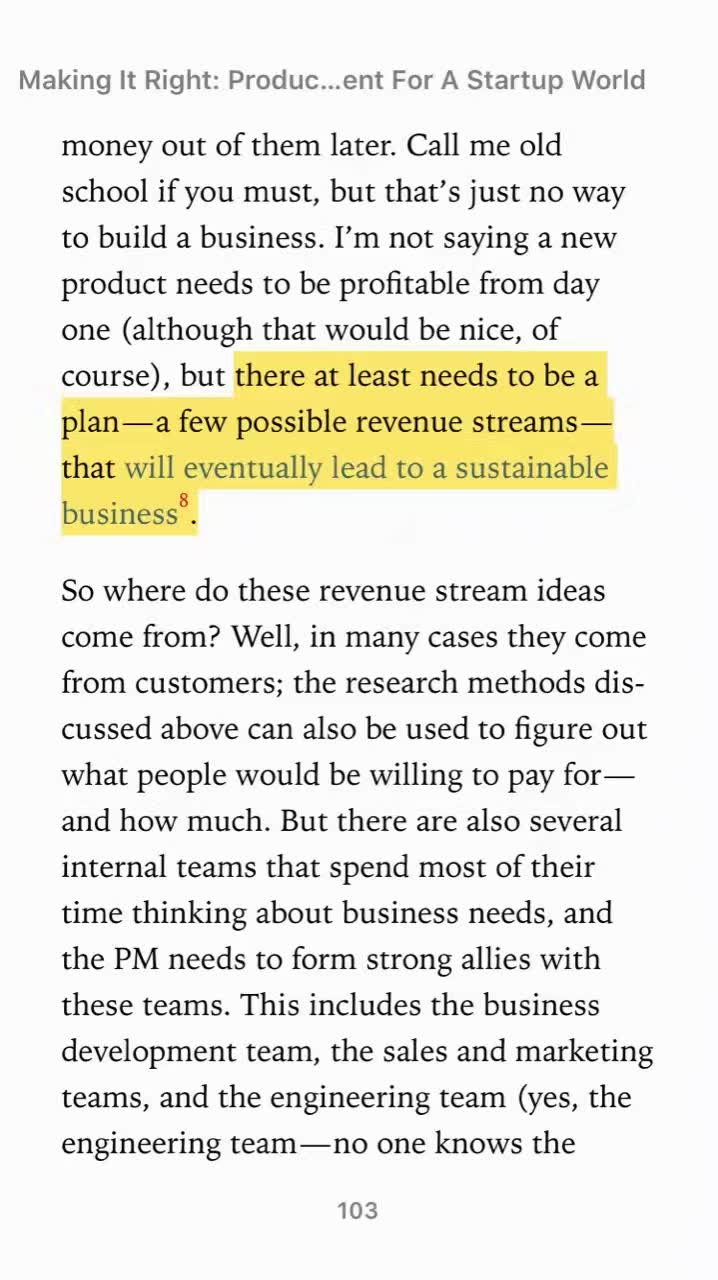 Making It Right: Produc...ent For A Startup World
money out of them later. Call me old
school if you must, but that’s just no way
to build a business. I’m not saying a new
product needs to be profitable from day
one (although that would be nice, of
course), but there at least needs to be a
plan—a few possible revenue streams—
that will eventually lead to a sustainable
business8.
So where do these revenue stream ideas
come from? Well, in many cases they come
from customers; the research methods dis-
cussed above can also be used to figure out
what people would be willing to pay for—
and how much. But there are also several
internal teams that spend most of their
time thinking about business needs, and
the PM needs to form strong allies with
these teams. This includes the business
development team, the sales and marketing
teams, and the engineering team (yes, the
engineering team—no one knows the
103